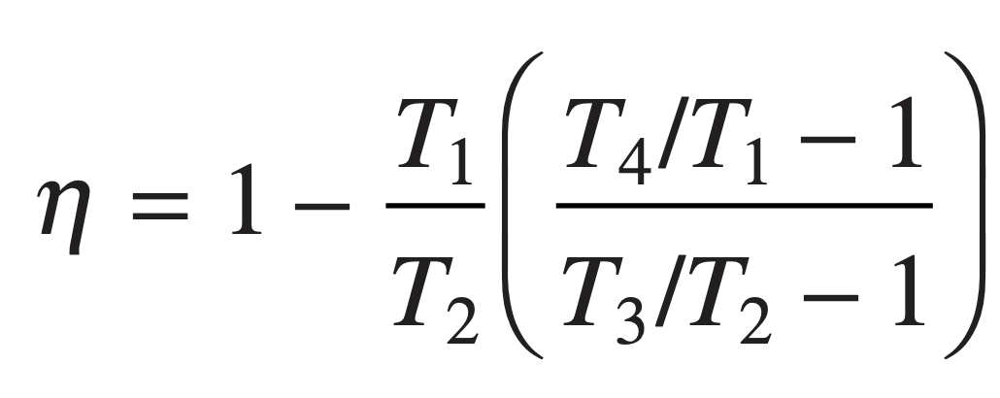 η = 1 − T₁/T₂ ( (T₄/T₁ − 1) / (T₃/T₂ − 1) )